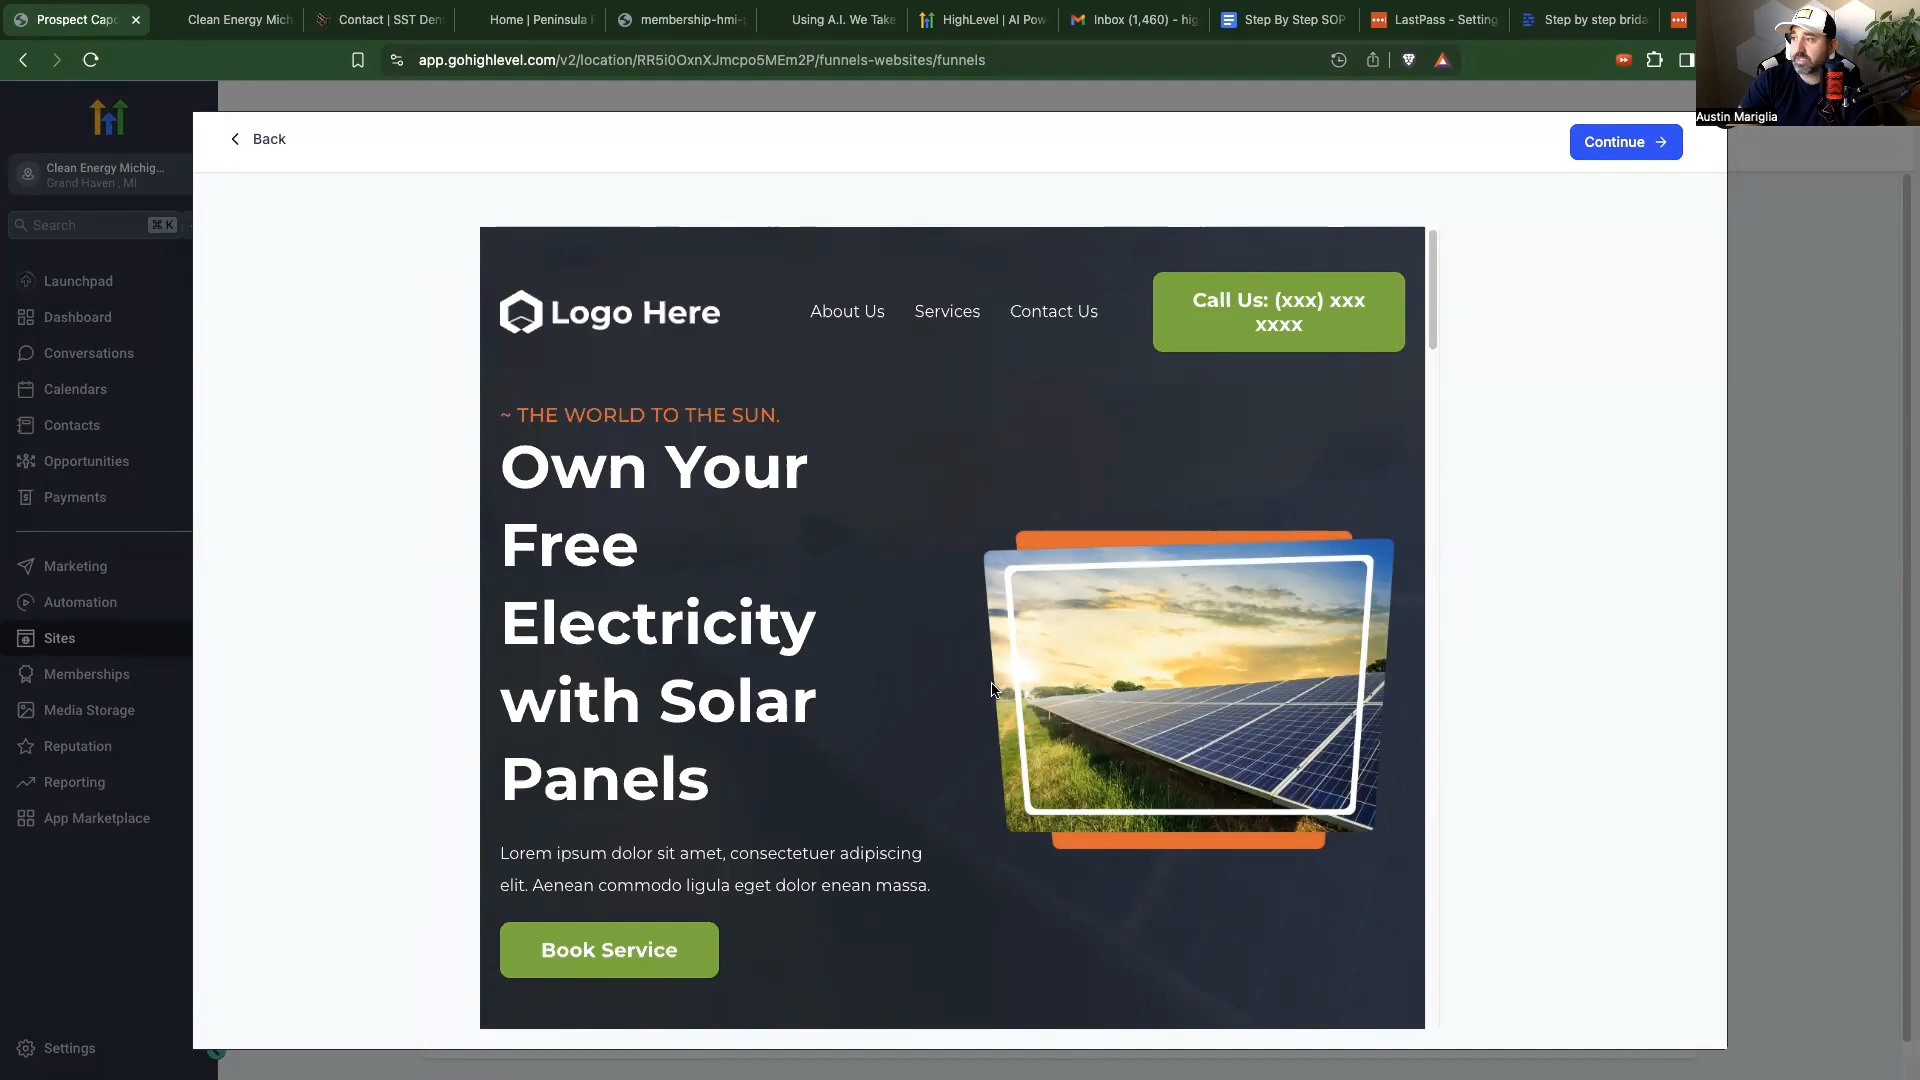 Prospect Capc
Clean Energy Mich
Contact | SST Den
Home | Peninsula
membership-hmi-
Using A.I. We Take
HighLevel | AI Pow
Inbox (1,460) - hig
Step By Step SOP
LastPass - Setting
Step by step brida
app.gohighlevel.com/v2/location/RR5i0OxnXJmcpo5MEm2P/funnels-websites/funnels
Austin Mariglia
Clean Energy Michig...
Grand Haven , MI
Search
⌘ K
Launchpad
Dashboard
Conversations
Calendars
Contacts
Opportunities
Payments
Marketing
Automation
Sites
Memberships
Media Storage
Reputation
Reporting
App Marketplace
Settings
Back
Continue
Logo Here
About Us
Services
Contact Us
Call Us: (xxx) xxx
xxxx
~ THE WORLD TO THE SUN.
Own Your
Free
Electricity
with Solar
Panels
Lorem ipsum dolor sit amet, consectetuer adipiscing
elit. Aenean commodo ligula eget dolor enean massa.
Book Service